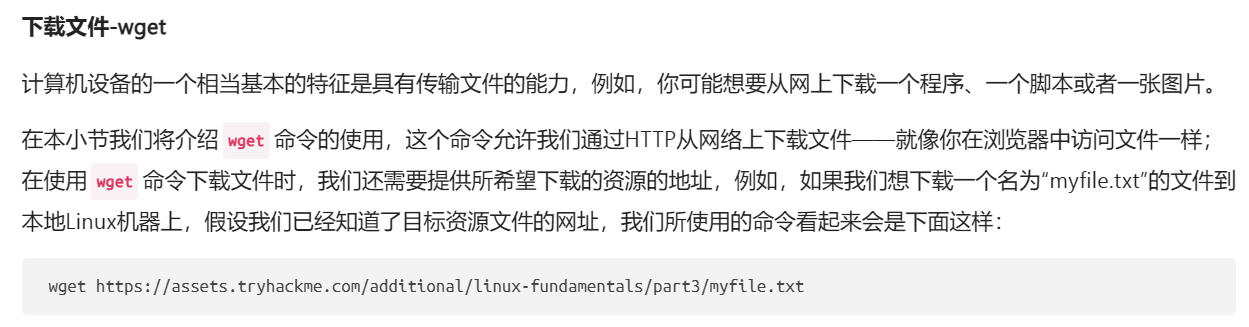 下载文件-wget
计算机设备的一个相当基本的特征是具有传输文件的能力，例如，你可能想要从网上下载一个程序、一个脚本或者一张图片。
在本小节我们将介绍 wget 命令的使用，这个命令允许我们通过HTTP从网络上下载文件——就像你在浏览器中访问文件一样；
在使用 wget 命令下载文件时，我们还需要提供所希望下载的资源的地址，例如，如果我们想下载一个名为“myfile.txt”的文件到
本地Linux机器上，假设我们已经知道了目标资源文件的网址，我们所使用的命令看起来会是下面这样：
wget https://assets.tryhackme.com/additional/linux-fundamentals/part3/myfile.txt